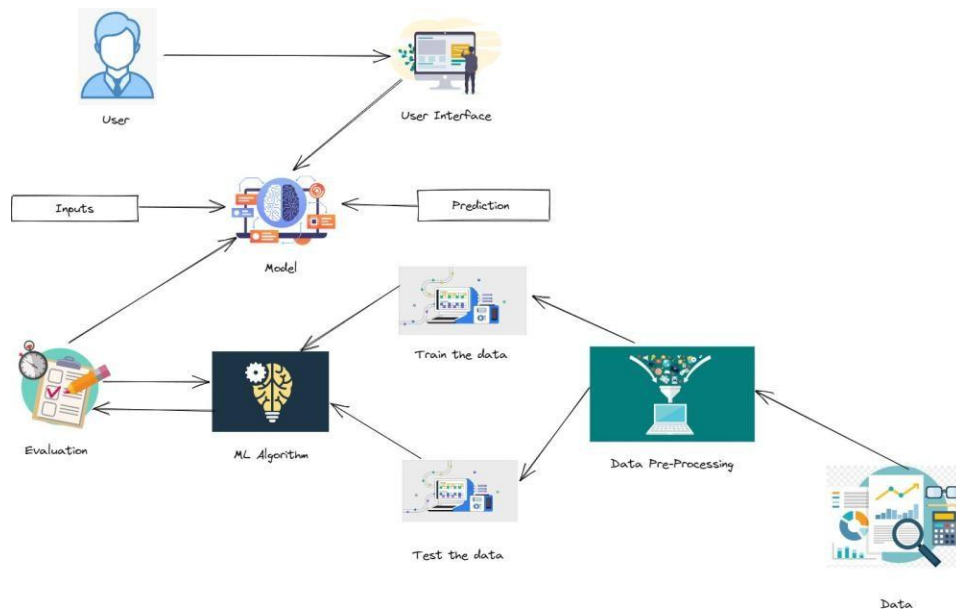 User
User Interface
Inputs
Prediction
Model
Train the data
Evaluation
ML Algorithm
Data Pre-Processing
Test the data
Data